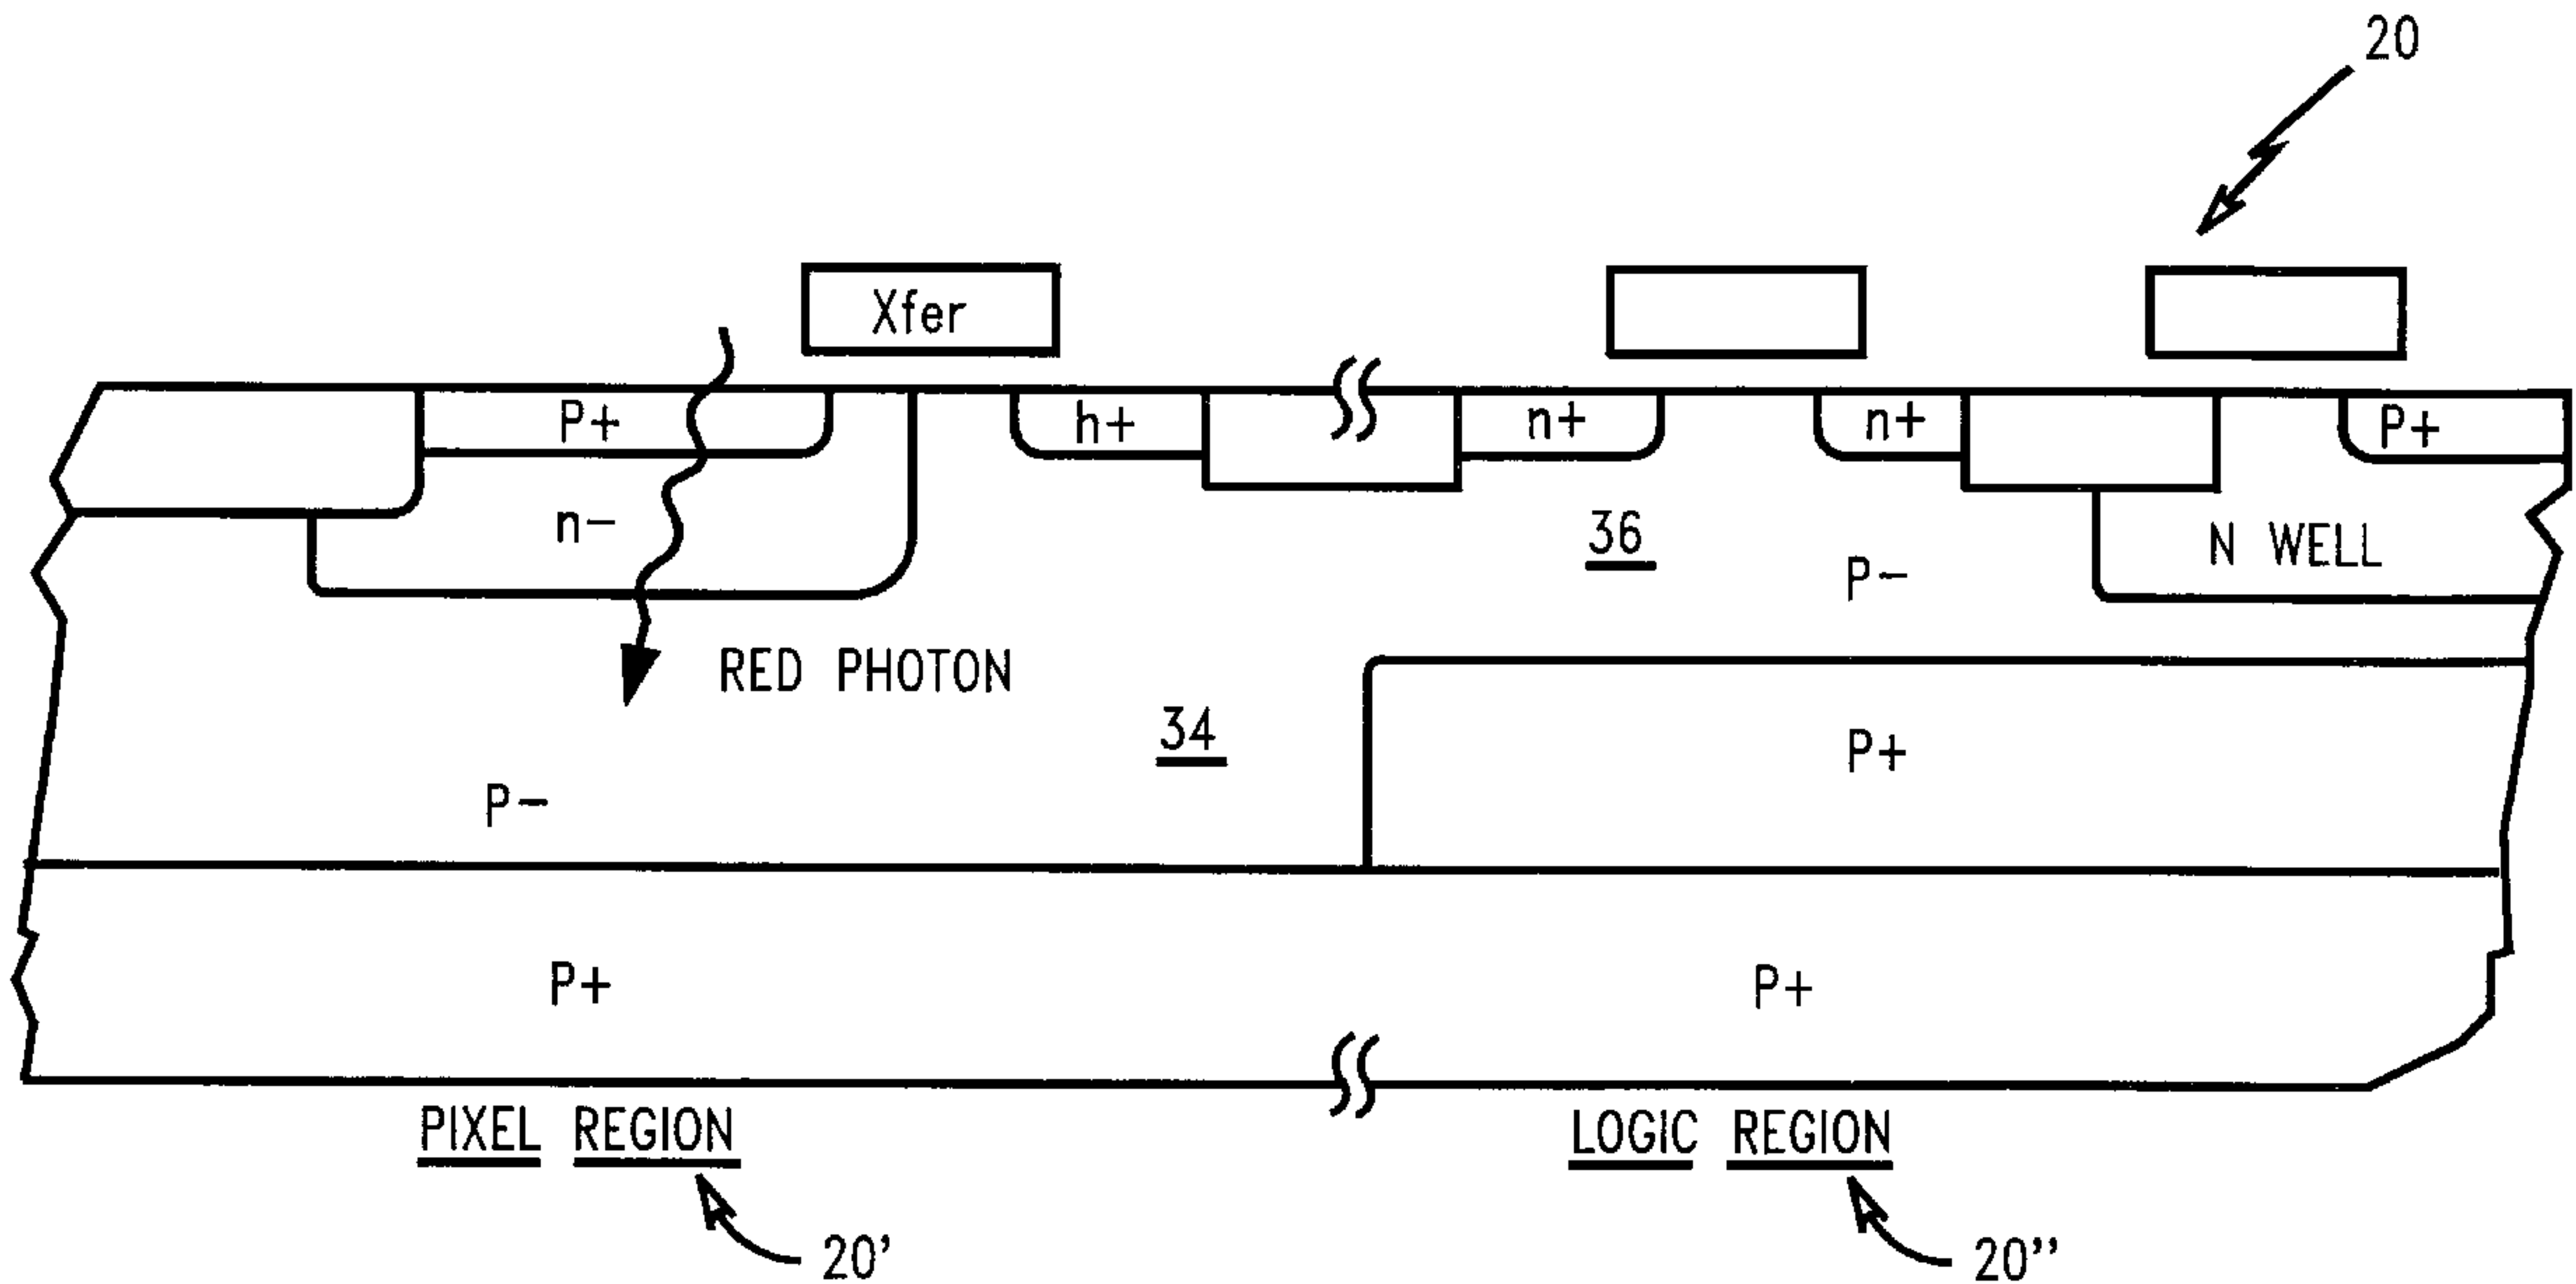 20
Xfer
P+
h+
n+
n+
P+
n-
36
P-
N WELL
RED PHOTON
34
P+
P-
P+
P+
PIXEL REGION
LOGIC REGION
20'
20''